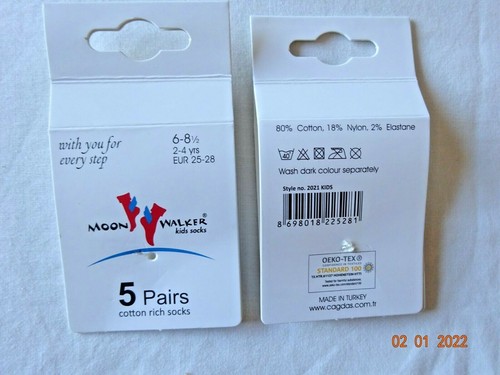 with you for
every step
6-8½
2-4 yrs
EUR 25-28
MOON WALKER®
kids socks
5 Pairs
cotton rich socks
80% Cotton, 18% Nylon, 2% Elastane
40
Wash dark colour separately
Style no. 2021 KIDS
8 698018 225281
OEKO-TEX®
STANDARD 100
MADE IN TURKEY
www.cagdas.com.tr
02 01 2022